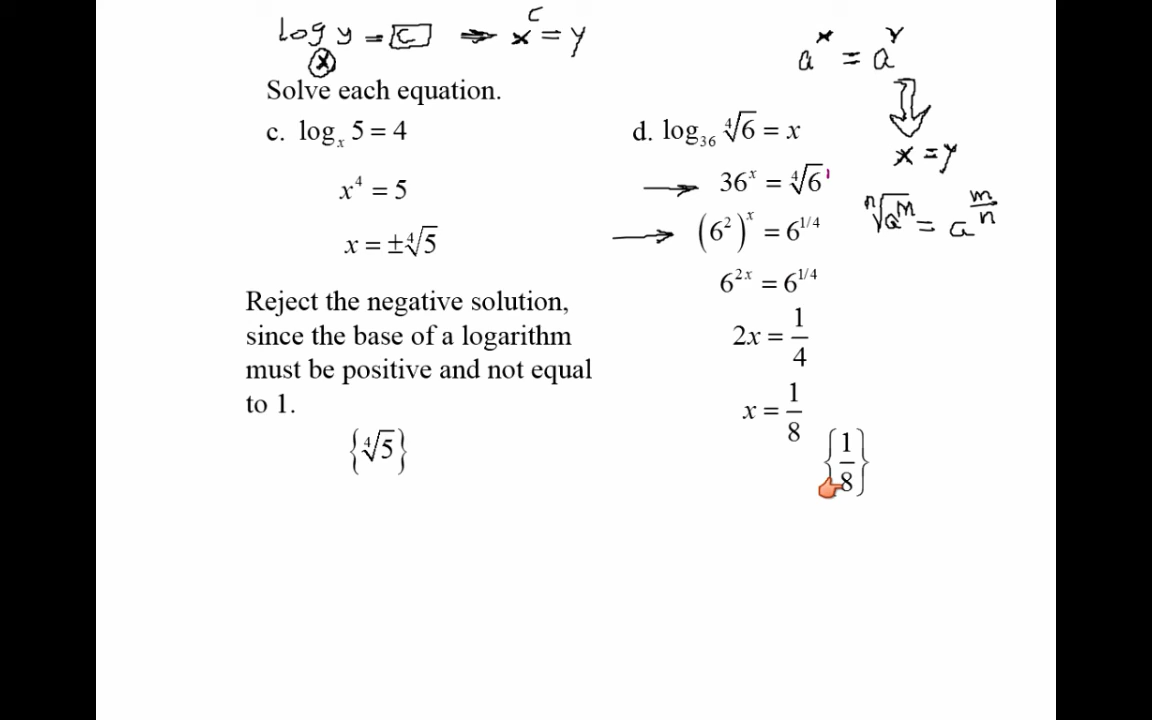 log_x y = c ⇒ x^c = y
a^x = a^y
⇓
x = y
ⁿ√(a^m) = a^(m/n)
Solve each equation.
c. log_x 5 = 4
x^4 = 5
x = ±∜5
Reject the negative solution,
since the base of a logarithm
must be positive and not equal
to 1.
{∜5}
d. log_36 ∜6 = x
→ 36^x = ∜6^1
→ (6^2)^x = 6^(1/4)
6^(2x) = 6^(1/4)
2x = 1/4
x = 1/8
{1/8}